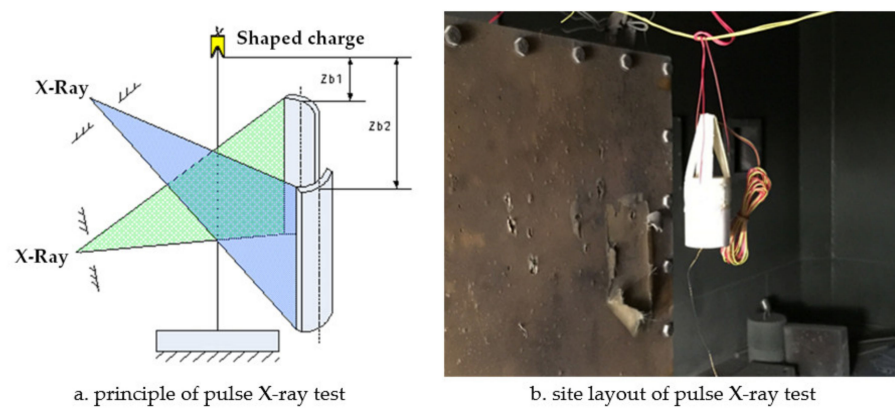 Shaped charge
X-Ray
Zb1
Zb2
X-Ray
a. principle of pulse X-ray test
b. site layout of pulse X-ray test